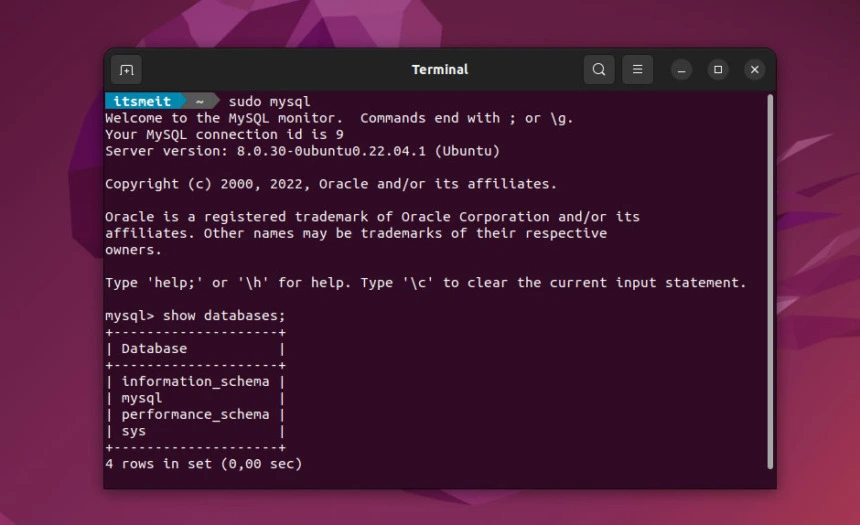 Terminal
itsmeit ~ sudo mysql
Welcome to the MySQL monitor.  Commands end with ; or \g.
Your MySQL connection id is 9
Server version: 8.0.30-0ubuntu0.22.04.1 (Ubuntu)
Copyright (c) 2000, 2022, Oracle and/or its affiliates.
Oracle is a registered trademark of Oracle Corporation and/or its
affiliates. Other names may be trademarks of their respective
owners.
Type 'help;' or '\h' for help. Type '\c' to clear the current input statement.
mysql> show databases;
+--------------------+
| Database           |
+--------------------+
| information_schema |
| mysql              |
| performance_schema |
| sys                |
+--------------------+
4 rows in set (0,00 sec)